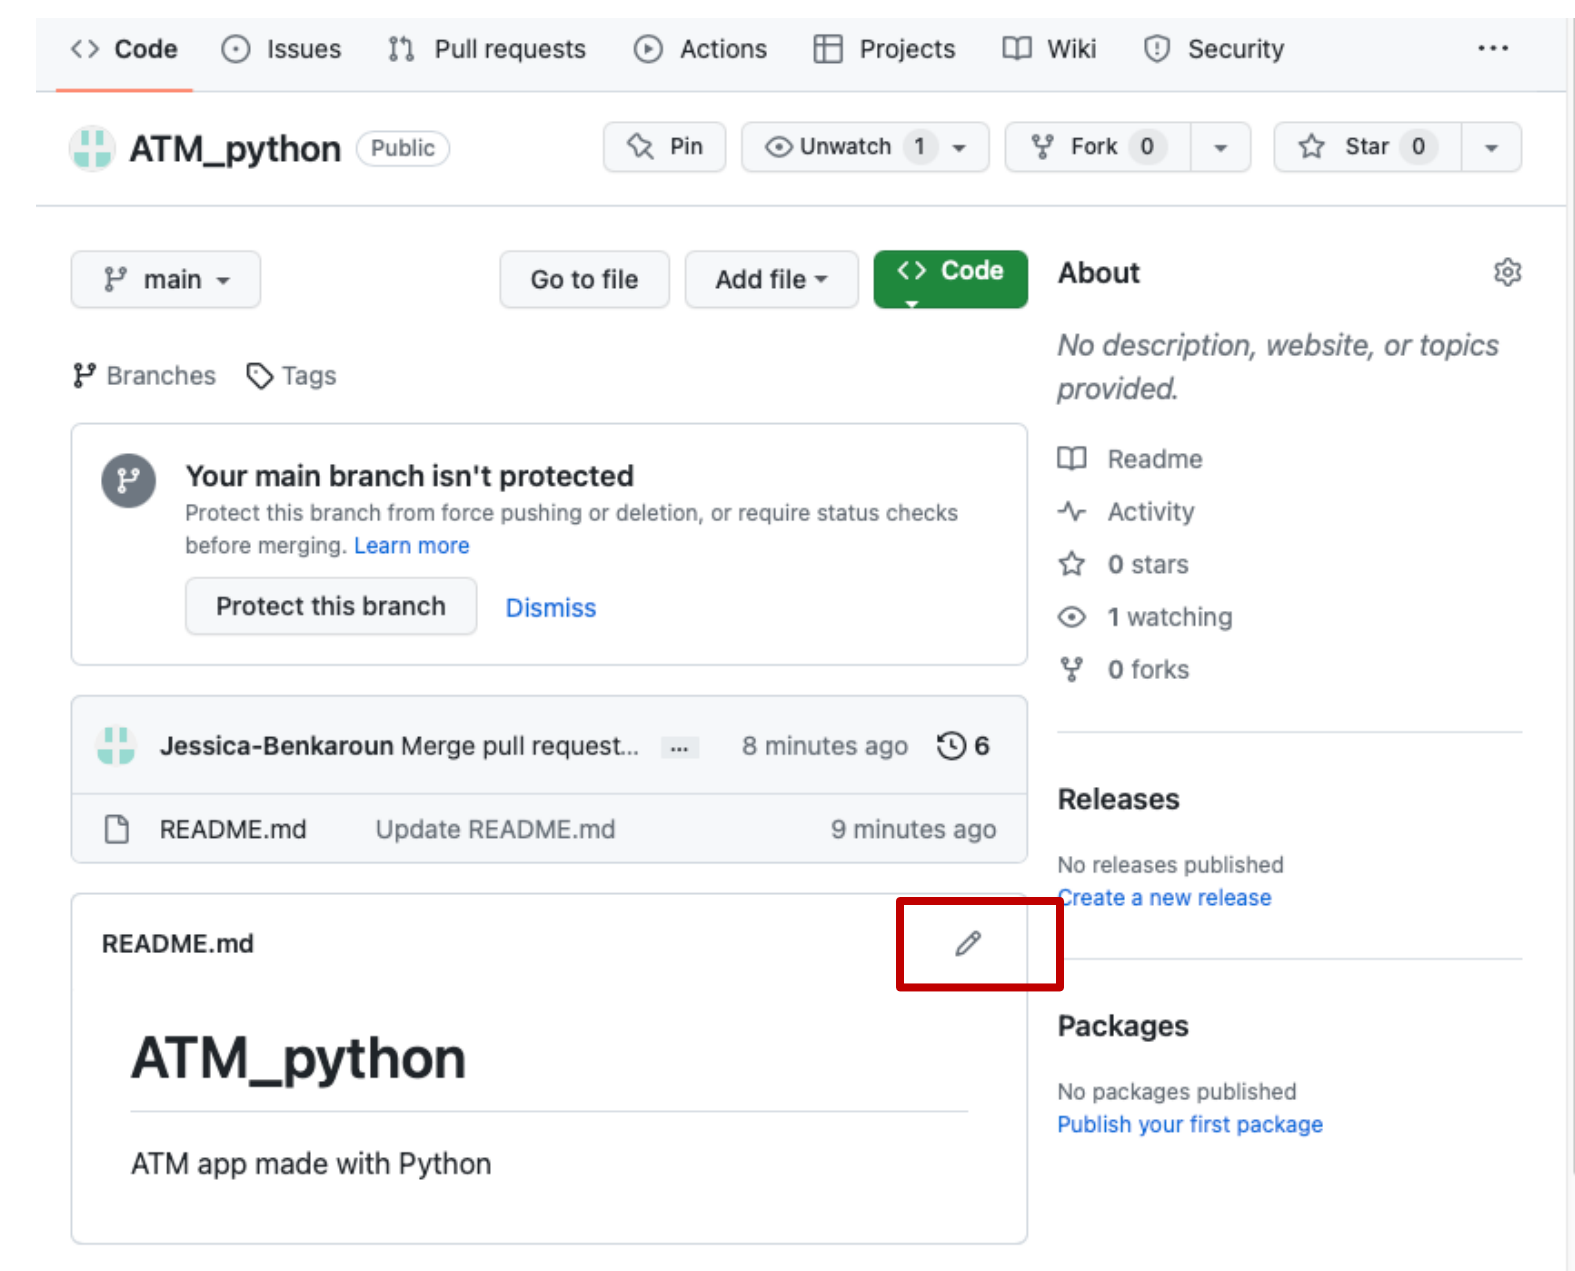 <> Code Issues Pull requests Actions Projects Wiki Security ...
ATM_python Public Pin Unwatch 1 Fork 0 Star 0
main Go to file Add file <> Code
About
No description, website, or topics
provided.
Branches Tags
Your main branch isn't protected
Protect this branch from force pushing or deletion, or require status checks
before merging. Learn more
Protect this branch Dismiss
Readme
Activity
0 stars
1 watching
0 forks
Jessica-Benkaroun Merge pull request... ... 8 minutes ago 6
README.md Update README.md 9 minutes ago
Releases
No releases published
Create a new release
README.md
ATM_python
ATM app made with Python
Packages
No packages published
Publish your first package